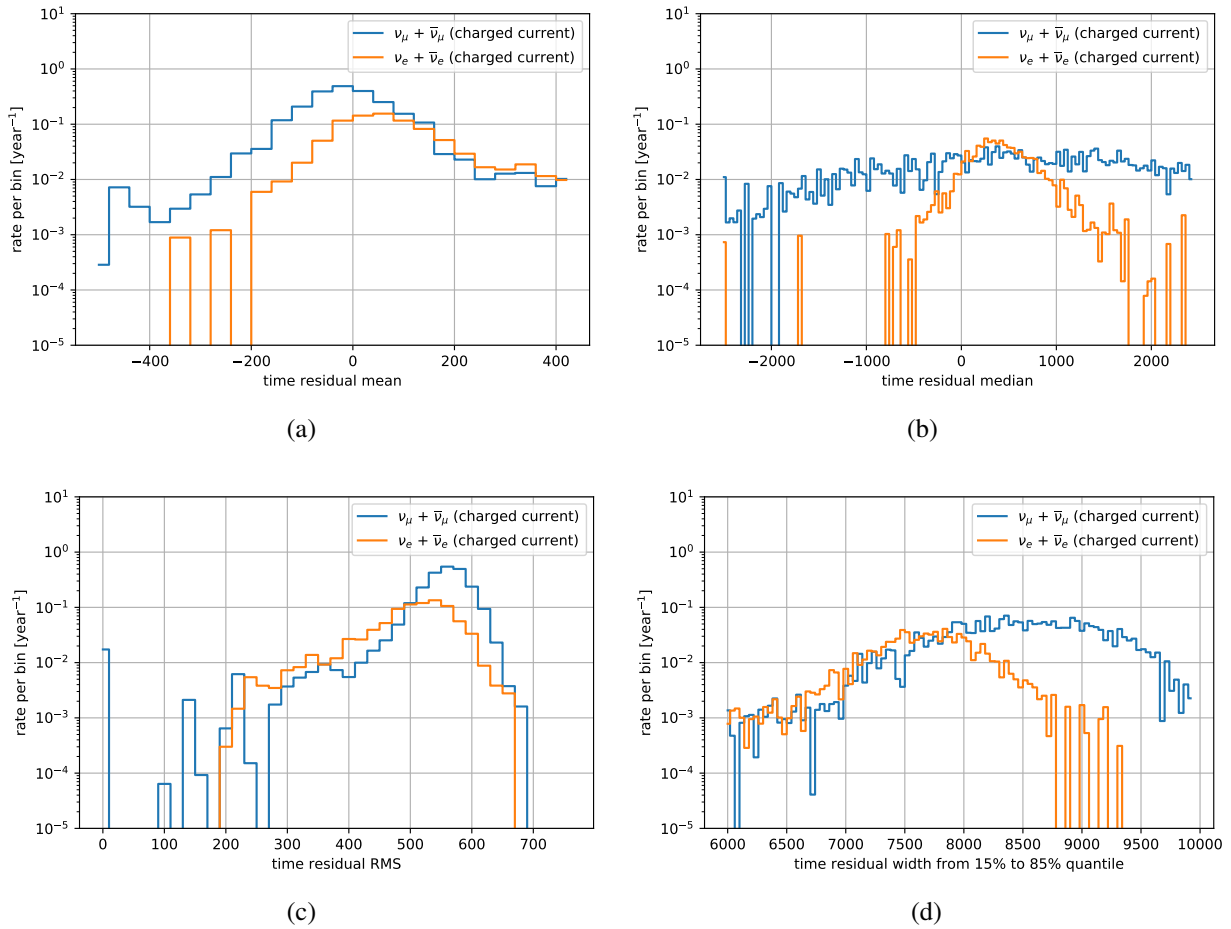 10¹
10⁰
10⁻¹
10⁻²
10⁻³
10⁻⁴
10⁻⁵
rate per bin [year⁻¹]
νμ + ν̅μ (charged current)
νe + ν̅e (charged current)
−400 −200 0 200 400
time residual mean
(a)
10¹
10⁰
10⁻¹
10⁻²
10⁻³
10⁻⁴
10⁻⁵
rate per bin [year⁻¹]
νμ + ν̅μ (charged current)
νe + ν̅e (charged current)
−2000 −1000 0 1000 2000
time residual median
(b)
10¹
10⁰
10⁻¹
10⁻²
10⁻³
10⁻⁴
10⁻⁵
rate per bin [year⁻¹]
νμ + ν̅μ (charged current)
νe + ν̅e (charged current)
0 100 200 300 400 500 600 700
time residual RMS
(c)
10¹
10⁰
10⁻¹
10⁻²
10⁻³
10⁻⁴
10⁻⁵
rate per bin [year⁻¹]
νμ + ν̅μ (charged current)
νe + ν̅e (charged current)
6000 6500 7000 7500 8000 8500 9000 9500 10000
time residual width from 15% to 85% quantile
(d)